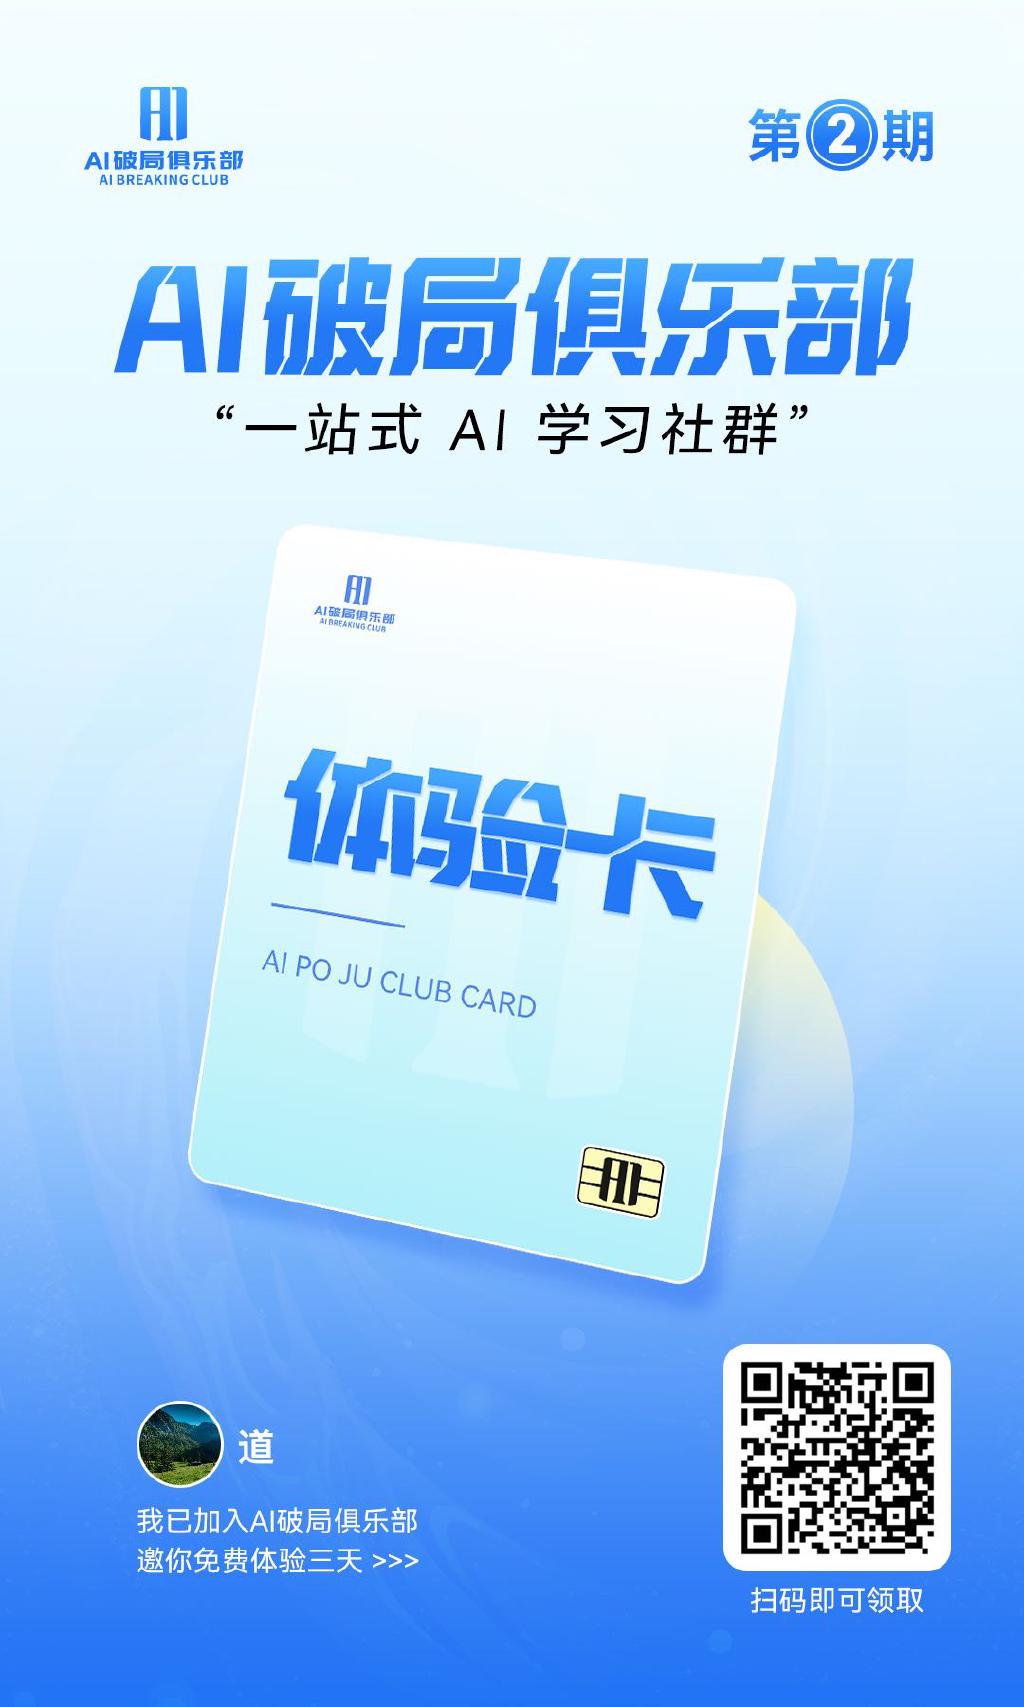 AI破局俱乐部
AI BREAKING CLUB
第2期
AI破局俱乐部
“一站式 AI 学习社群”
AI破局俱乐部
AI BREAKING CLUB
体验卡
AI PO JU CLUB CARD
AI
道
我已加入AI破局俱乐部
邀你免费体验三天 >>>
扫码即可领取